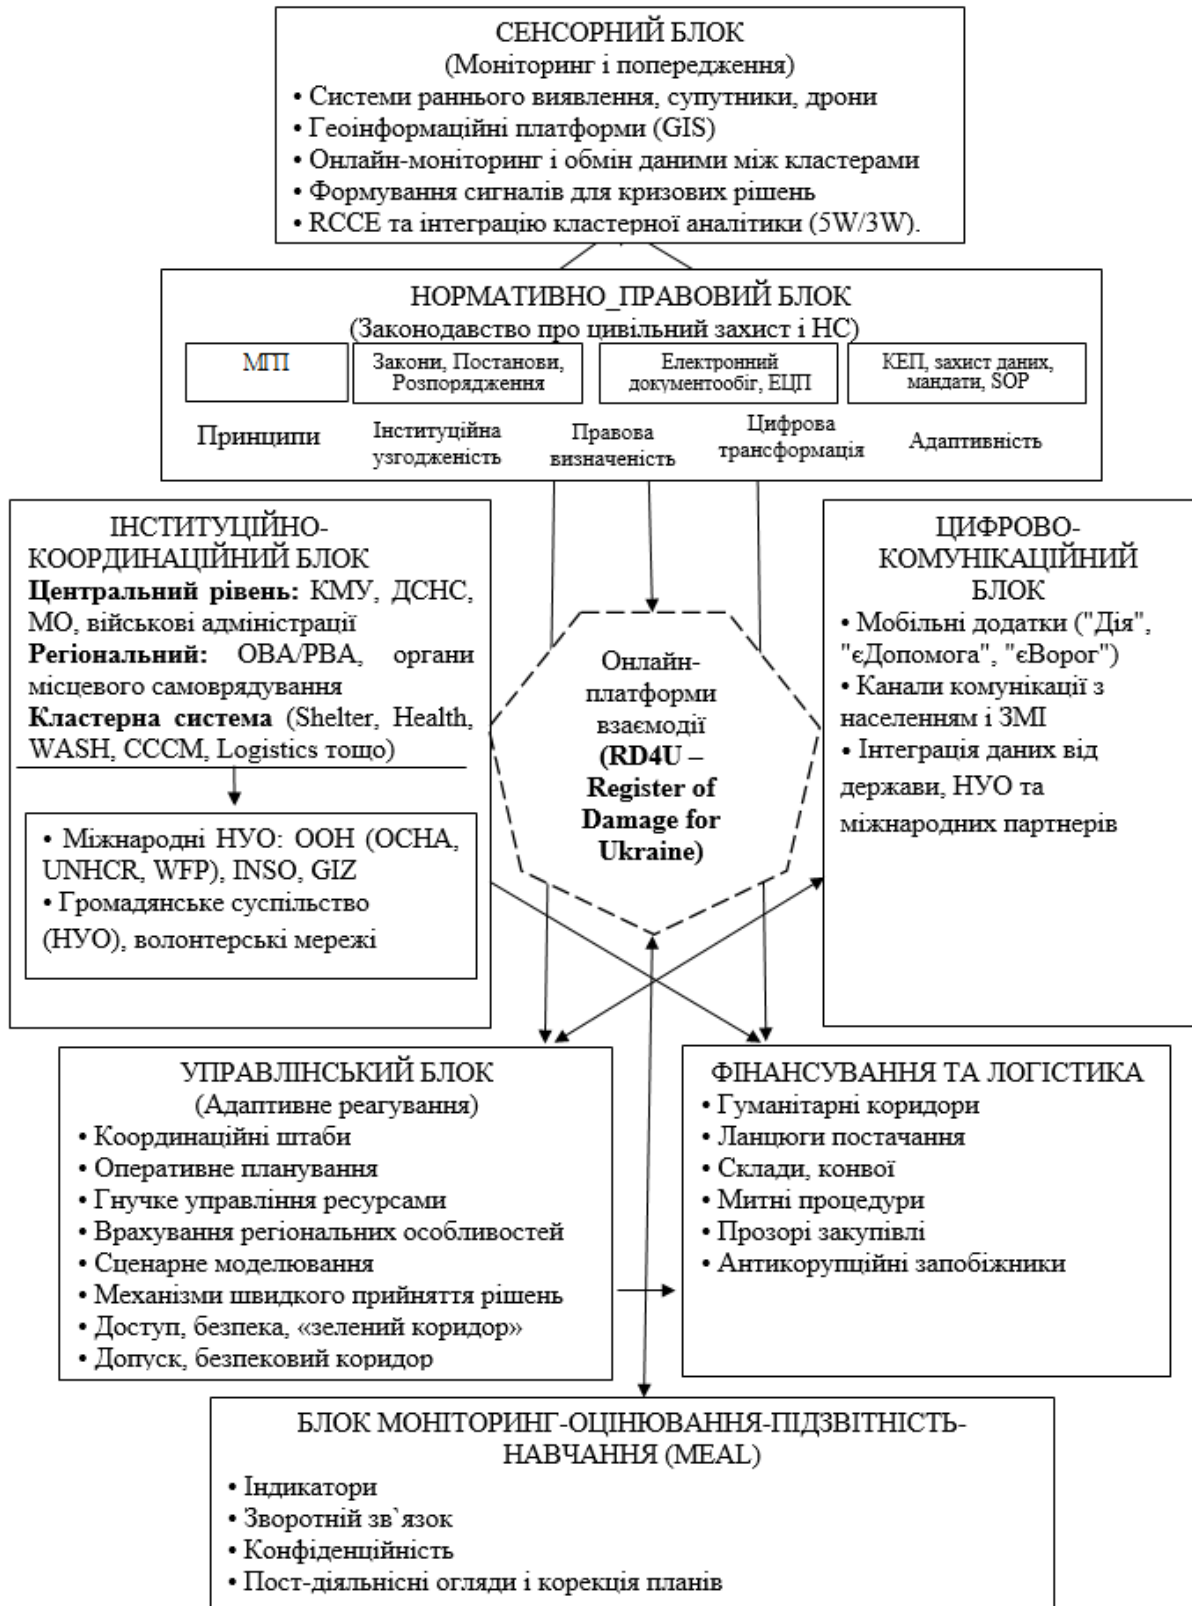 СЕНСОРНИЙ БЛОК
(Моніторинг і попередження)
• Системи раннього виявлення, супутники, дрони
• Геоінформаційні платформи (GIS)
• Онлайн-моніторинг і обмін даними між кластерами
• Формування сигналів для кризових рішень
• RCCE та інтеграцію кластерної аналітики (5W/3W).
НОРМАТИВНО_ПРАВОВИЙ БЛОК
(Законодавство про цивільний захист і НС)
МГП
Закони, Постанови,
Розпорядження
Електронний
документообіг, ЕЦП
КЕП, захист даних,
мандати, SOP
Принципи
Інституційна
узгодженість
Правова
визначеність
Цифрова
трансформація
Адаптивність
ІНСТИТУЦІЙНО-
КООРДИНАЦІЙНИЙ БЛОК
Центральний рівень: КМУ, ДСНС,
МО, військові адміністрації
Регіональний: ОВА/РВА, органи
місцевого самоврядування
Кластерна система (Shelter, Health,
WASH, CCCM, Logistics тощо)
• Міжнародні НУО: ООН (OCHA,
UNHCR, WFP), INSO, GIZ
• Громадянське суспільство
(НУО), волонтерські мережі
Онлайн-
платформи
взаємодії
(RD4U –
Register of
Damage for
Ukraine)
ЦИФРОВО-
КОМУНІКАЦІЙНИЙ
БЛОК
• Мобільні додатки ("Дія",
"єДопомога", "єВорог")
• Канали комунікації з
населенням і ЗМІ
• Інтеграція даних від
держави, НУО та
міжнародних партнерів
УПРАВЛІНСЬКИЙ БЛОК
(Адаптивне реагування)
• Координаційні штаби
• Оперативне планування
• Гнучке управління ресурсами
• Врахування регіональних особливостей
• Сценарне моделювання
• Механізми швидкого прийняття рішень
• Доступ, безпека, «зелений коридор»
• Допуск, безпековий коридор
ФІНАНСУВАННЯ ТА ЛОГІСТИКА
• Гуманітарні коридори
• Ланцюги постачання
• Склади, конвої
• Митні процедури
• Прозорі закупівлі
• Антикорупційні запобіжники
БЛОК МОНІТОРИНГ-ОЦІНЮВАННЯ-ПІДЗВІТНІСТЬ-
НАВЧАННЯ (MEAL)
• Індикатори
• Зворотній зв`язок
• Конфіденційність
• Пост-діяльнісні огляди і корекція планів